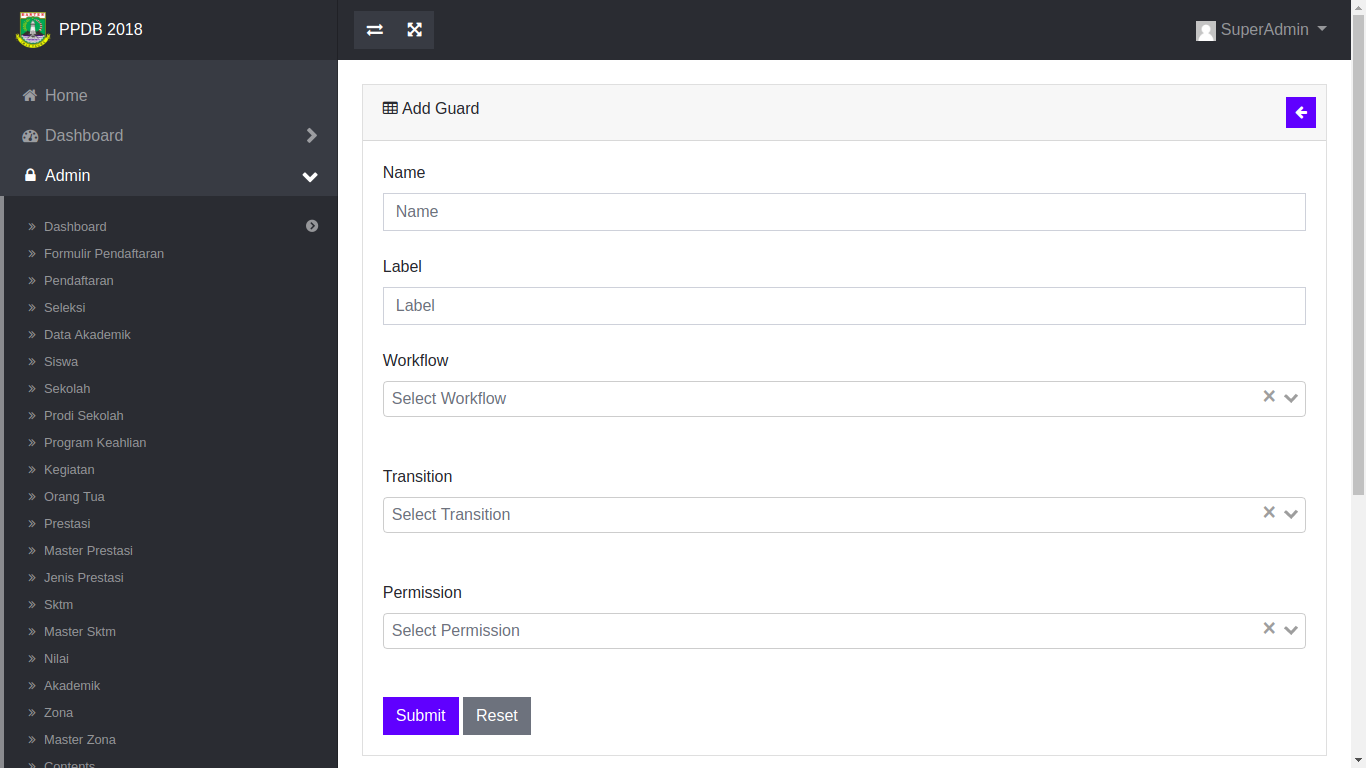 PPDB 2018
SuperAdmin
Home
Dashboard
Admin
Dashboard
Formulir Pendaftaran
Pendaftaran
Seleksi
Data Akademik
Siswa
Sekolah
Prodi Sekolah
Program Keahlian
Kegiatan
Orang Tua
Prestasi
Master Prestasi
Jenis Prestasi
Sktm
Master Sktm
Nilai
Akademik
Zona
Master Zona
Contents
Add Guard
Name
Name
Label
Label
Workflow
Select Workflow
Transition
Select Transition
Permission
Select Permission
Submit Reset